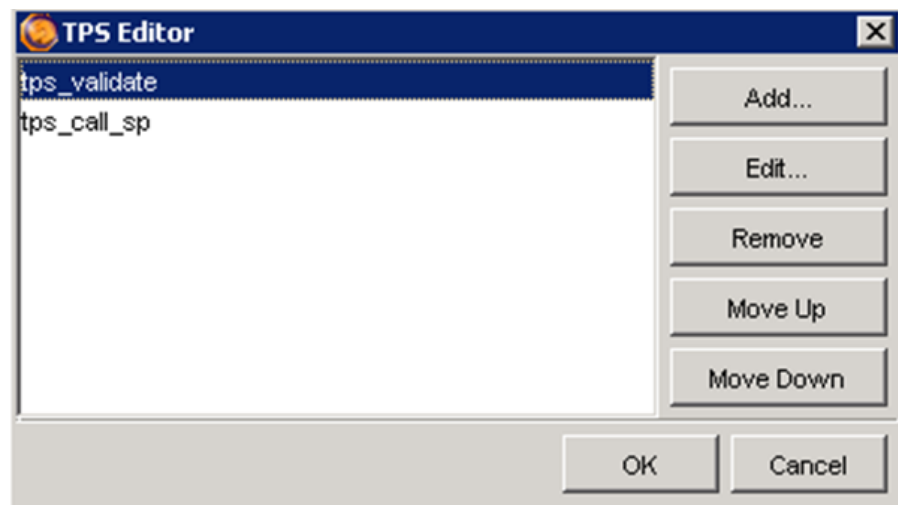 TPS Editor
tps_validate
tps_call_sp
Add...
Edit...
Remove
Move Up
Move Down
OK
Cancel